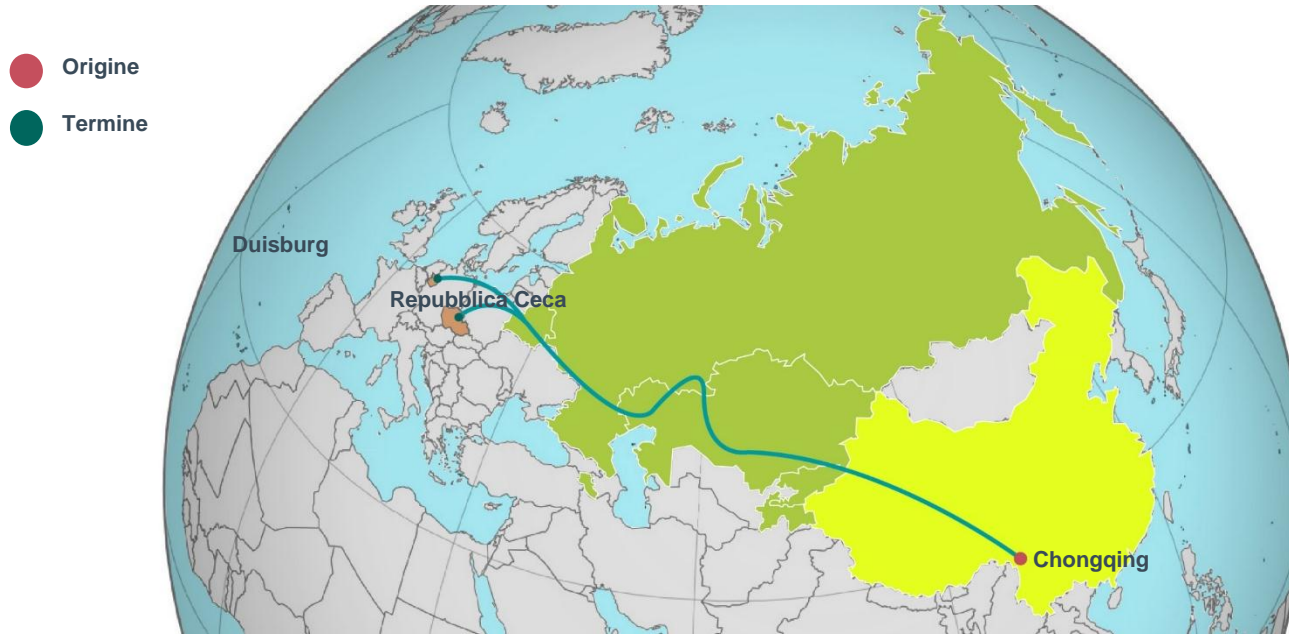 Origine
Termine
Duisburg
Repubblica Ceca
Chongqing